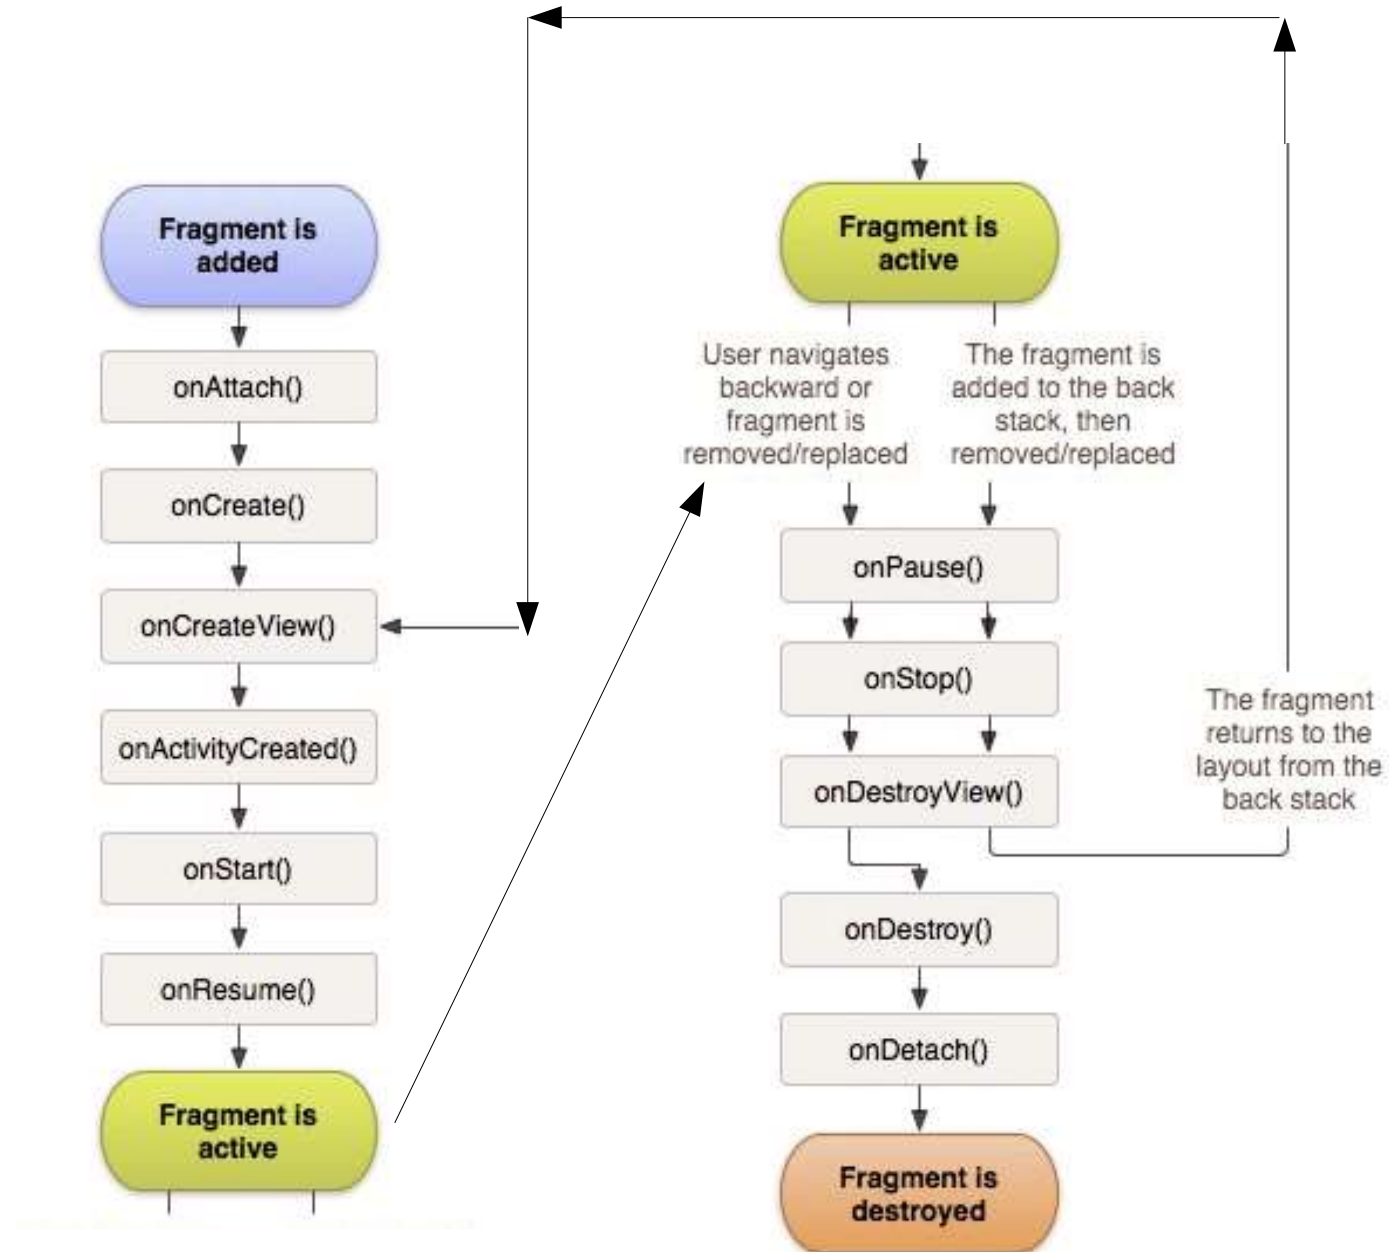 Fragment is
added
onAttach()
onCreate()
onCreateView()
onActivityCreated()
onStart()
onResume()
Fragment is
active
Fragment is
active
User navigates
backward or
fragment is
removed/replaced
The fragment is
added to the back
stack, then
removed/replaced
onPause()
onStop()
onDestroyView()
The fragment
returns to the
layout from the
back stack
onDestroy()
onDetach()
Fragment is
destroyed